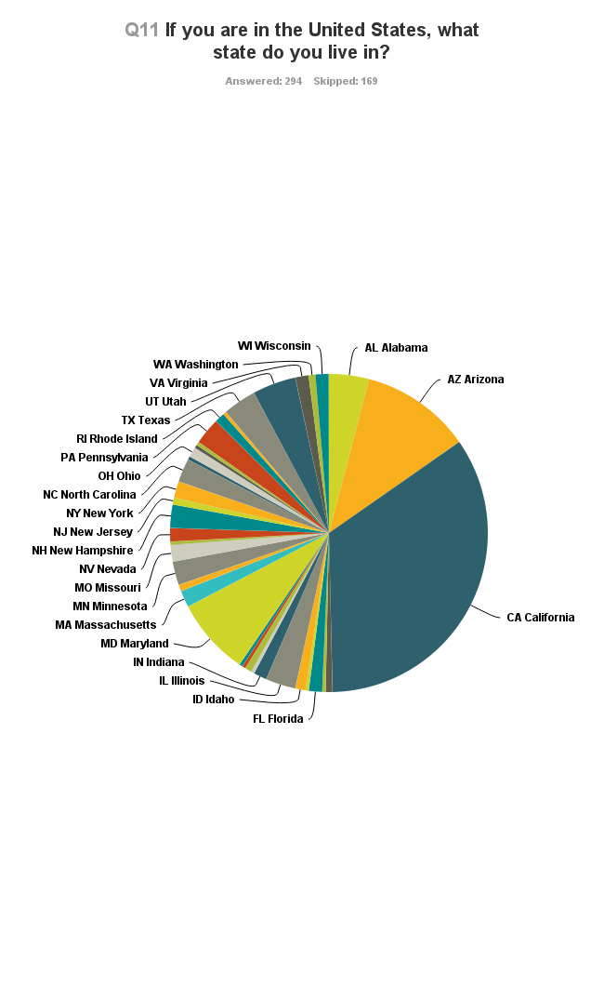 Q11 If you are in the United States, what
state do you live in?
Answered: 294 Skipped: 169
WI Wisconsin
AL Alabama
WA Washington
AZ Arizona
VA Virginia
UT Utah
TX Texas
RI Rhode Island
PA Pennsylvania
OH Ohio
NC North Carolina
NY New York
NJ New Jersey
NH New Hampshire
NV Nevada
MO Missouri
MN Minnesota
CA California
MA Massachusetts
MD Maryland
IN Indiana
IL Illinois
ID Idaho
FL Florida